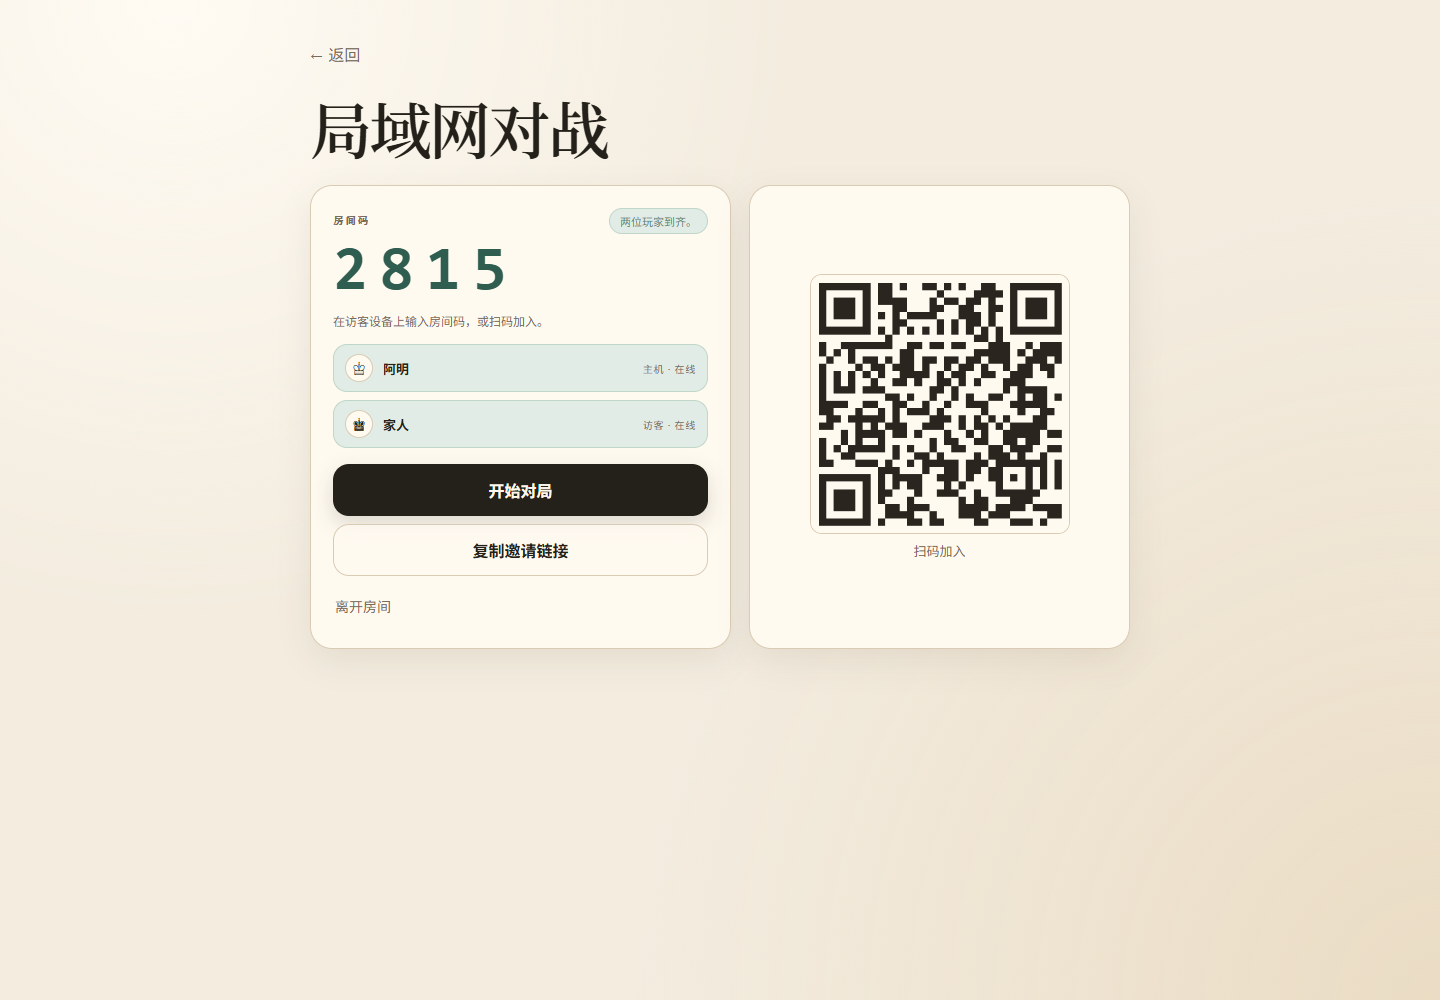 ← 返回
局域网对战
房间码
两位玩家到齐。
2815
在访客设备上输入房间码，或扫码加入。
阿明
主机 · 在线
家人
访客 · 在线
开始对局
复制邀请链接
离开房间
扫码加入